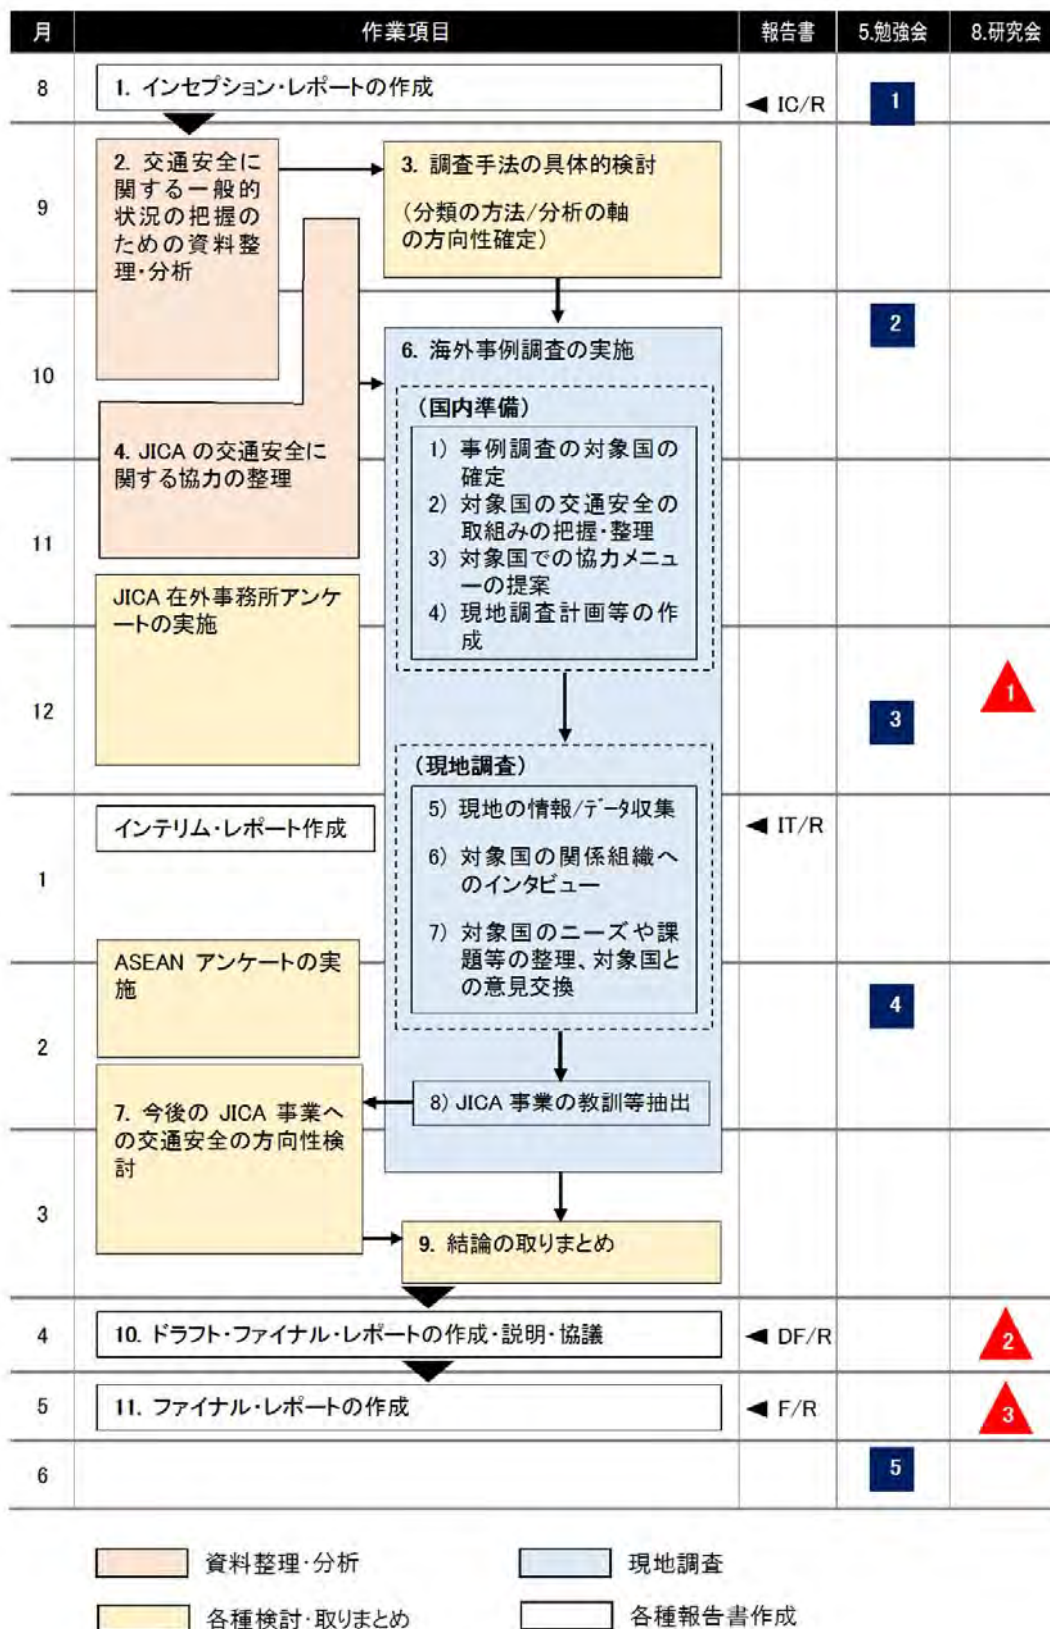 月 作業項目 報告書 5.勉強会 8.研究会
8
1. インセプション・レポートの作成
◀ IC/R
1
9
2. 交通安全に
関する一般的
状況の把握の
ための資料整
理・分析
3. 調査手法の具体的検討
(分類の方法/分析の軸
の方向性確定)
10
2
4. JICA の交通安全に
関する協力の整理
6. 海外事例調査の実施
(国内準備)
1) 事例調査の対象国の
確定
2) 対象国の交通安全の
取組みの把握・整理
3) 対象国での協力メニュ
ーの提案
4) 現地調査計画等の作
成
11
JICA 在外事務所アンケ
ートの実施
12
3
1
(現地調査)
5) 現地の情報/データ収集
6) 対象国の関係組織へ
のインタビュー
7) 対象国のニーズや課
題等の整理、対象国と
の意見交換
インテリム・レポート作成
◀ IT/R
1
ASEAN アンケートの実
施
4
2
8) JICA 事業の教訓等抽出
7. 今後の JICA 事業へ
の交通安全の方向性検
討
3
9. 結論の取りまとめ
4
10. ドラフト・ファイナル・レポートの作成・説明・協議
◀ DF/R
2
5
11. ファイナル・レポートの作成
◀ F/R
3
6
5
資料整理・分析
現地調査
各種検討・取りまとめ
各種報告書作成